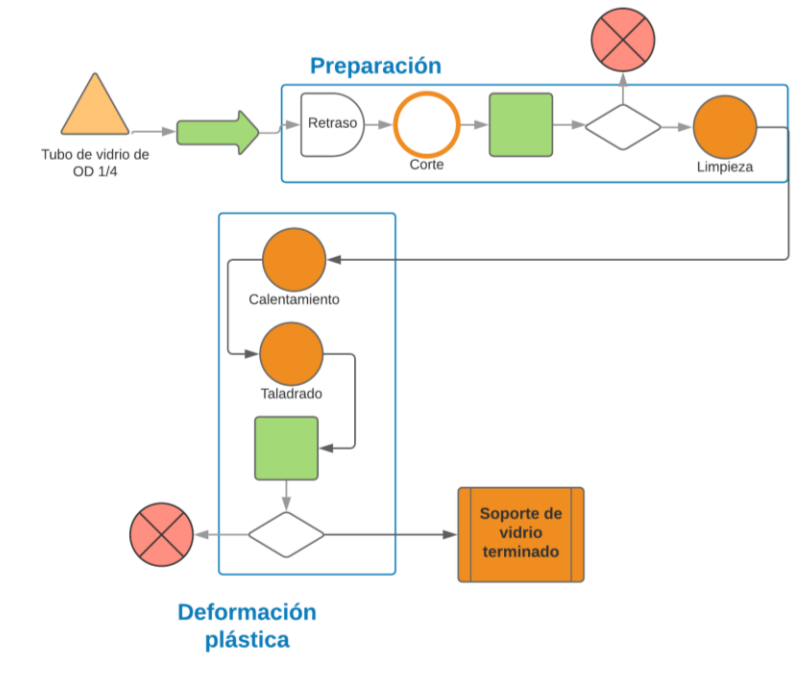 Preparación
Tubo de vidrio de
OD 1/4
Retraso
Corte
Limpieza
Calentamiento
Taladrado
Soporte de
vidrio
terminado
Deformación
plástica